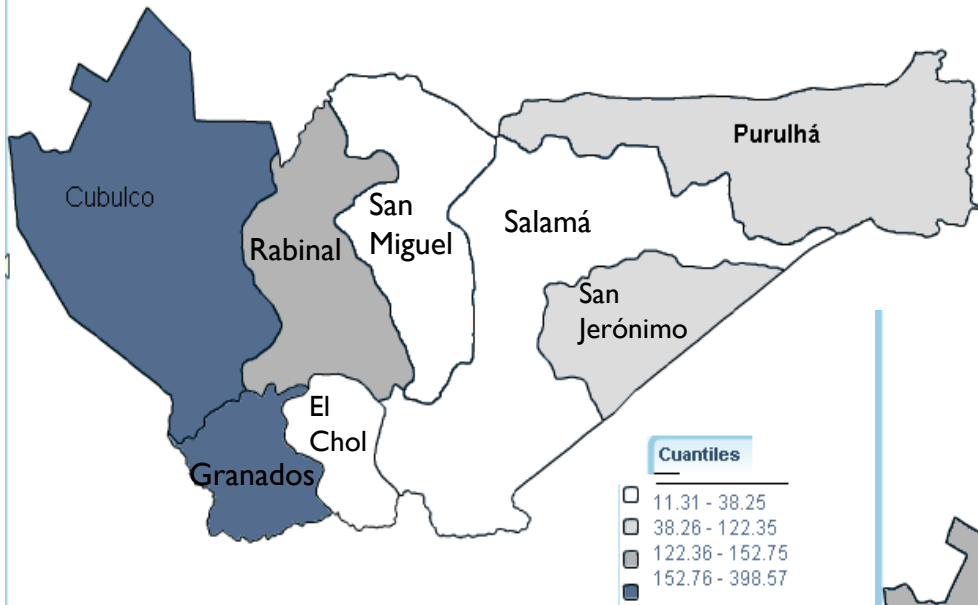 Purulhá
Cubulco
San
Miguel
Salamá
Rabinal
San
Jerónimo
El
Chol
Granados
Cuantiles
11.31 - 38.25
38.26 - 122.35
122.36 - 152.75
152.76 - 398.57